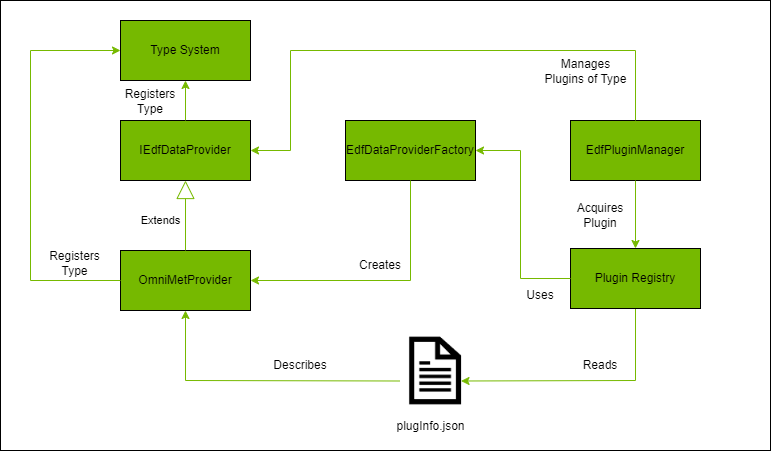 Type System
Manages
Plugins of Type
Registers
Type
IEdfDataProvider
EdfDataProviderFactory
EdfPluginManager
Extends
Acquires
Plugin
Registers
Type
OmniMetProvider
Creates
Plugin Registry
Uses
Describes
Reads
plugInfo.json